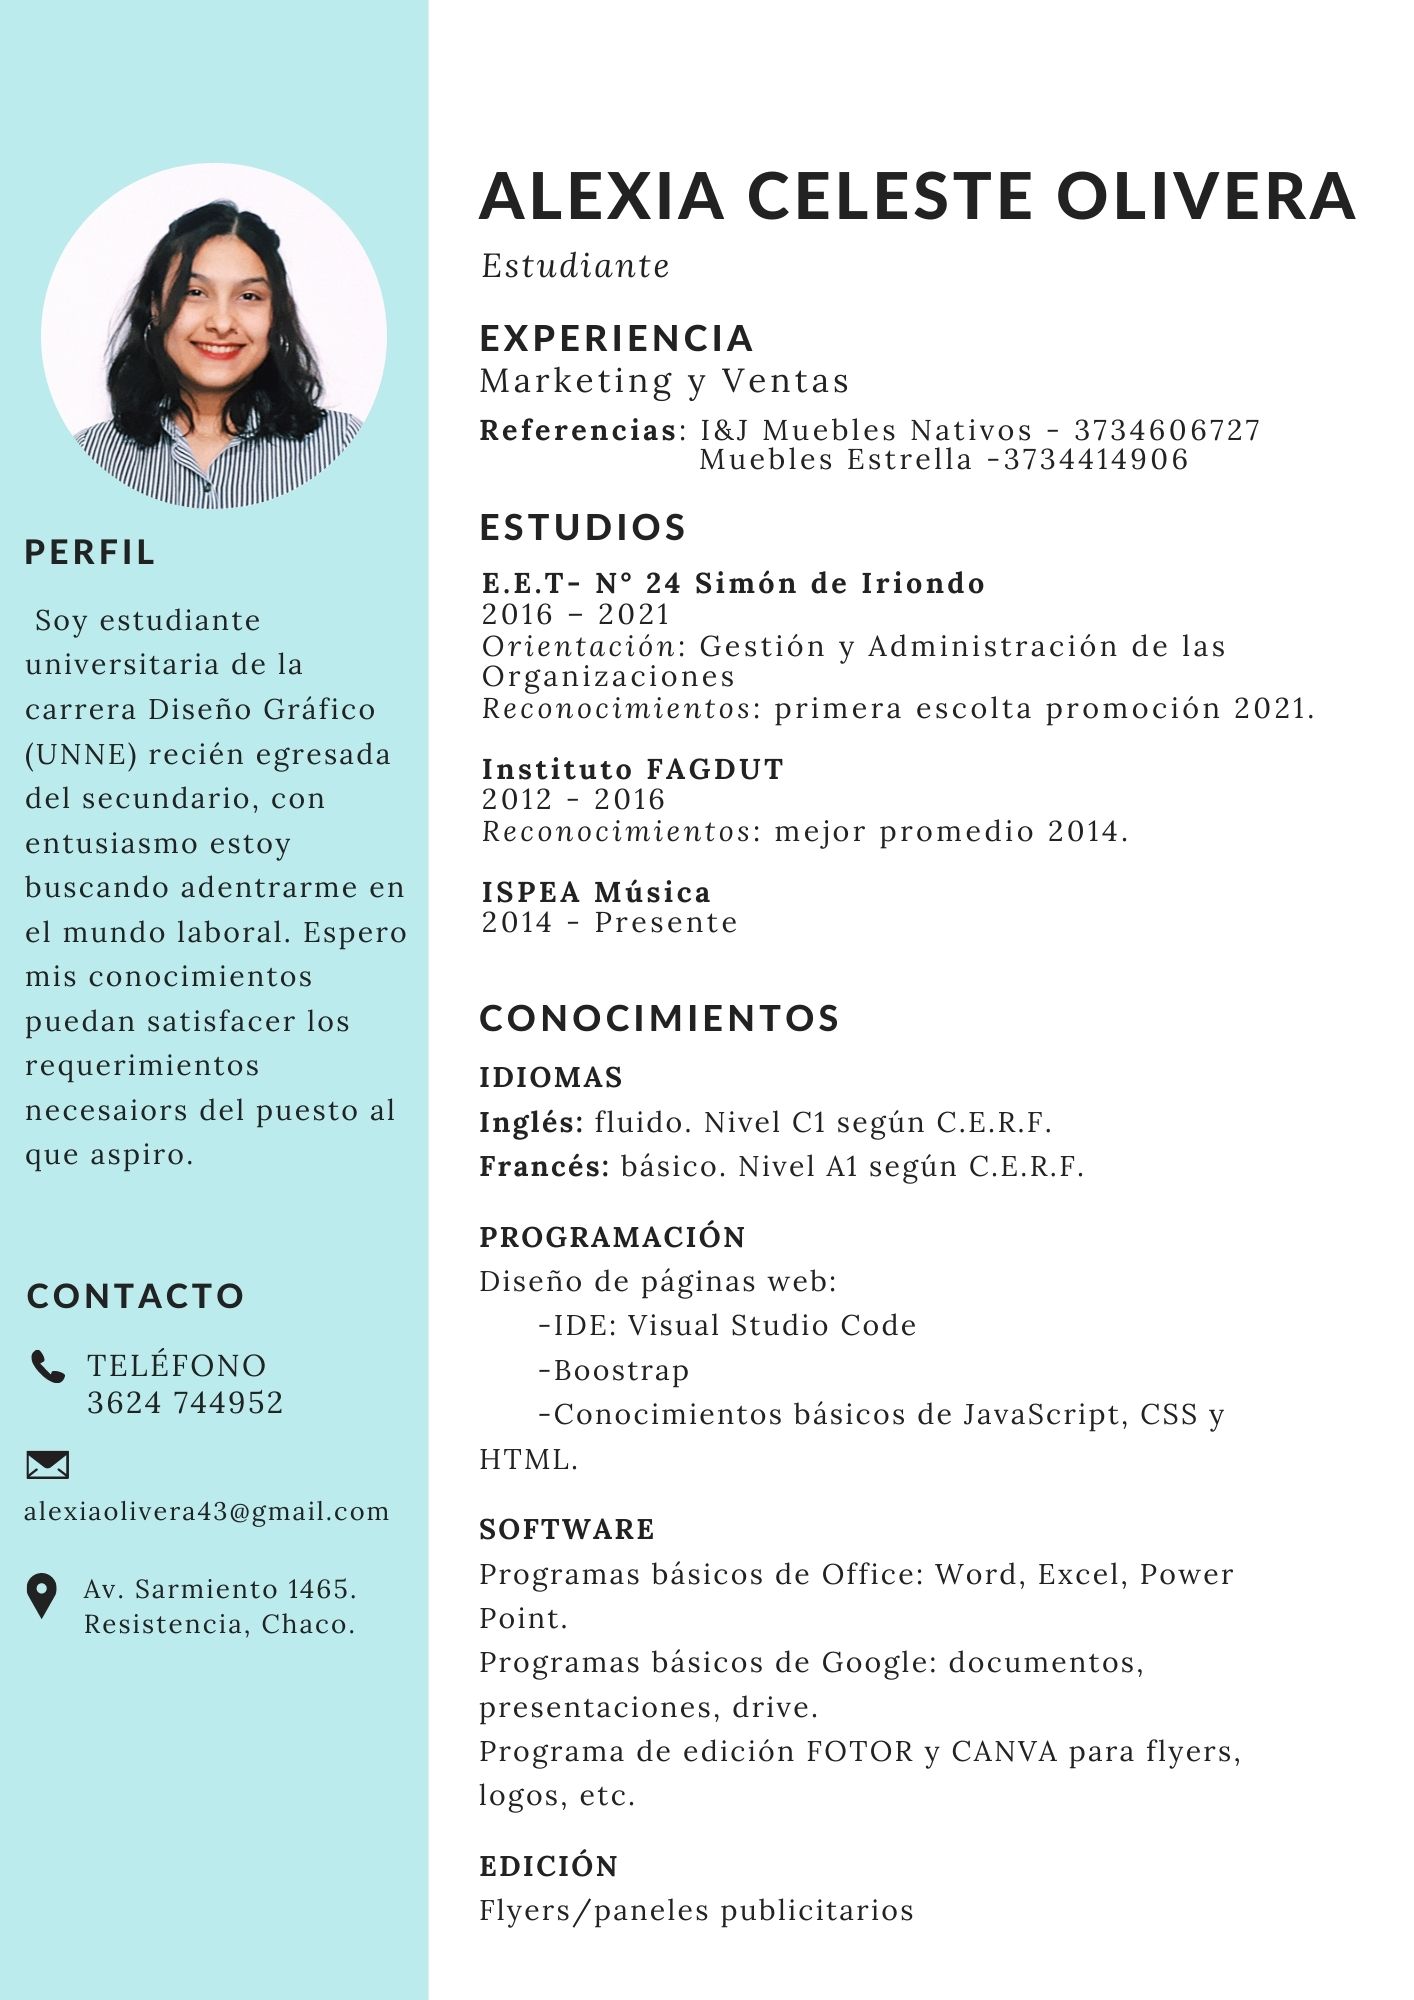 ALEXIA CELESTE OLIVERA
Estudiante
EXPERIENCIA
Marketing y Ventas
Referencias: I&J Muebles Nativos - 3734606727
Muebles Estrella -3734414906
ESTUDIOS
E.E.T- N° 24 Simón de Iriondo
2016 – 2021
Orientación: Gestión y Administración de las
Organizaciones
Reconocimientos: primera escolta promoción 2021.
Instituto FAGDUT
2012 - 2016
Reconocimientos: mejor promedio 2014.
ISPEA Música
2014 - Presente
CONOCIMIENTOS
IDIOMAS
Inglés: fluido. Nivel C1 según C.E.R.F.
Francés: básico. Nivel A1 según C.E.R.F.
PROGRAMACIÓN
Diseño de páginas web:
-IDE: Visual Studio Code
-Boostrap
-Conocimientos básicos de JavaScript, CSS y
HTML.
SOFTWARE
Programas básicos de Office: Word, Excel, Power
Point.
Programas básicos de Google: documentos,
presentaciones, drive.
Programa de edición FOTOR y CANVA para flyers,
logos, etc.
EDICIÓN
Flyers/paneles publicitarios
PERFIL
Soy estudiante
universitaria de la
carrera Diseño Gráfico
(UNNE) recién egresada
del secundario, con
entusiasmo estoy
buscando adentrarme en
el mundo laboral. Espero
mis conocimientos
puedan satisfacer los
requerimientos
necesaiors del puesto al
que aspiro.
CONTACTO
TELÉFONO
3624 744952
alexiaolivera43@gmail.com
Av. Sarmiento 1465.
Resistencia, Chaco.